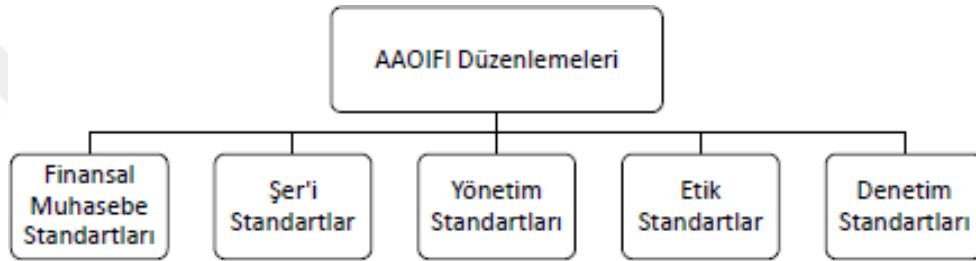 AAOIFI Düzenlemeleri
Finansal
Muhasebe
Standartları
Şer'i
Standartlar
Yönetim
Standartları
Etik
Standartlar
Denetim
Standartları